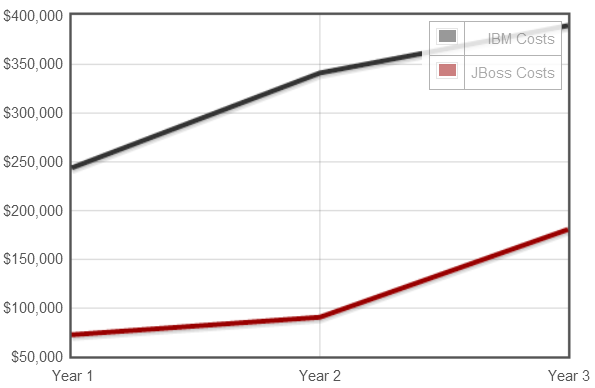 $400,000
$350,000
$300,000
$250,000
$200,000
$150,000
$100,000
$50,000
IBM Costs
JBoss Costs
Year 1
Year 2
Year 3